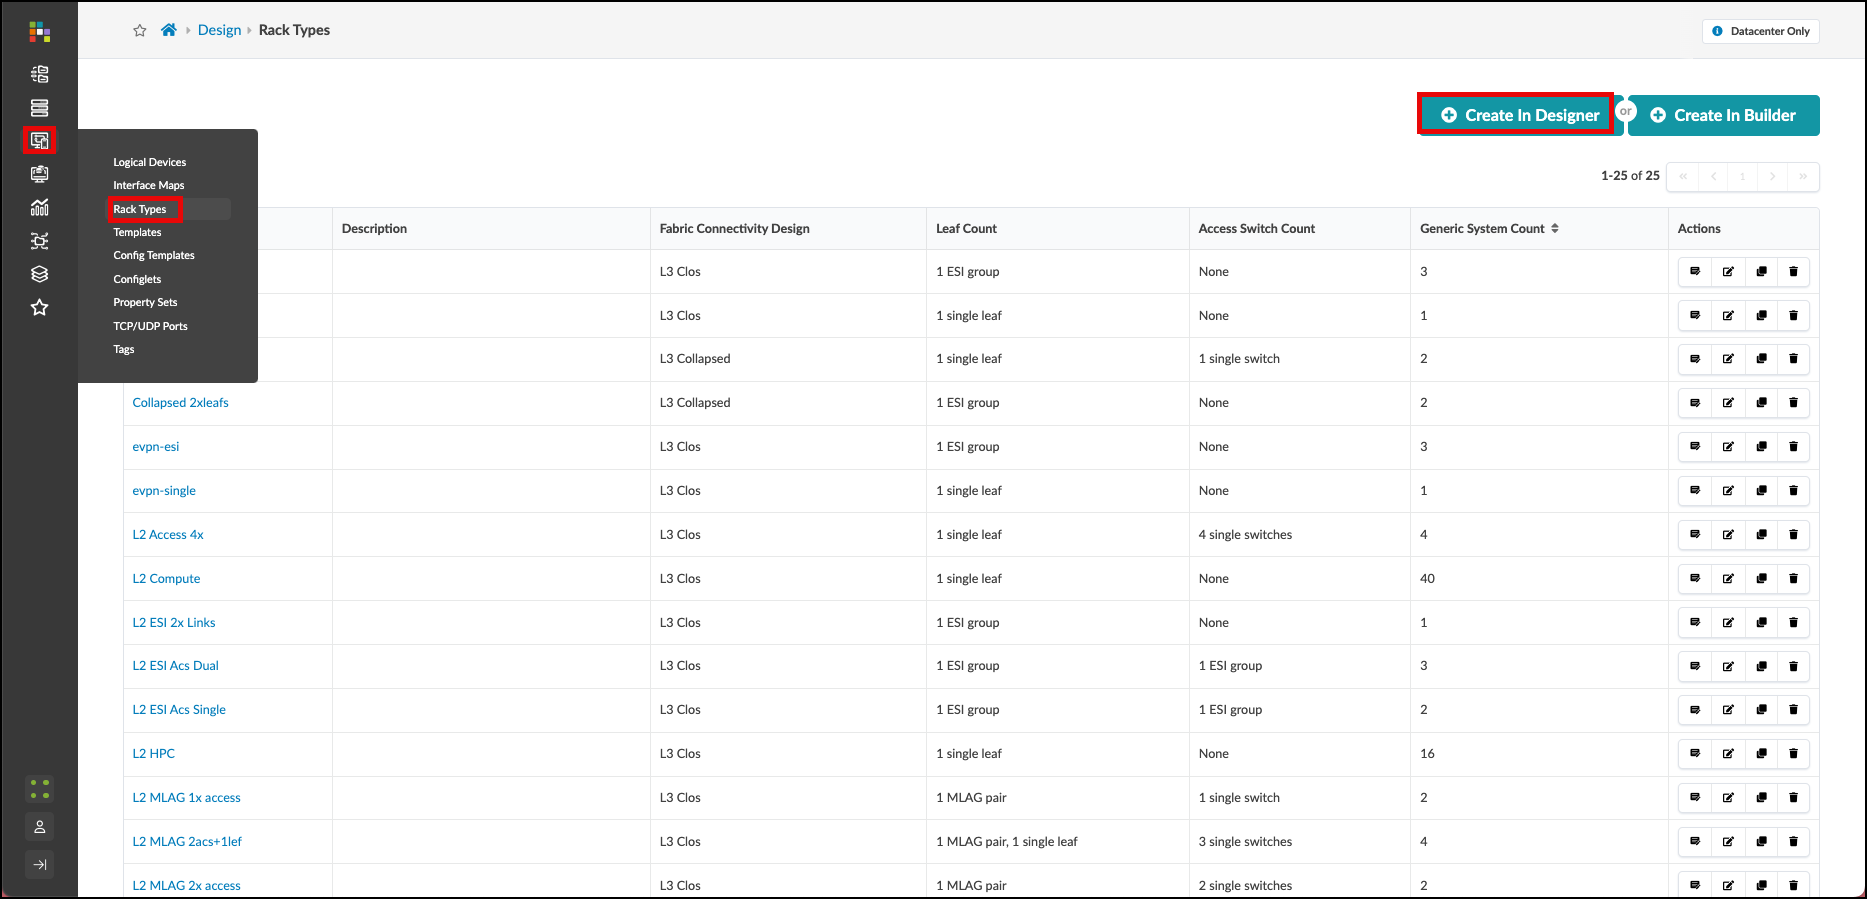 Design Rack Types
Datacenter Only
Create In Designer or Create In Builder
1-25 of 25 « < 1 > »
Logical Devices
Interface Maps
Rack Types
Templates
Config Templates
Configlets
Property Sets
TCP/UDP Ports
Tags
Description Fabric Connectivity Design Leaf Count Access Switch Count Generic System Count Actions
L3 Clos 1 ESI group None 3
L3 Clos 1 single leaf None 1
L3 Collapsed 1 single leaf 1 single switch 2
Collapsed 2xleafs L3 Collapsed 1 ESI group None 2
evpn-esi L3 Clos 1 ESI group None 3
evpn-single L3 Clos 1 single leaf None 1
L2 Access 4x L3 Clos 1 single leaf 4 single switches 4
L2 Compute L3 Clos 1 single leaf None 40
L2 ESI 2x Links L3 Clos 1 ESI group None 1
L2 ESI Acs Dual L3 Clos 1 ESI group 1 ESI group 3
L2 ESI Acs Single L3 Clos 1 ESI group 1 ESI group 2
L2 HPC L3 Clos 1 single leaf None 16
L2 MLAG 1x access L3 Clos 1 MLAG pair 1 single switch 2
L2 MLAG 2acs+1lef L3 Clos 1 MLAG pair, 1 single leaf 3 single switches 4
L2 MLAG 2x access L3 Clos 1 MLAG pair 2 single switches 2